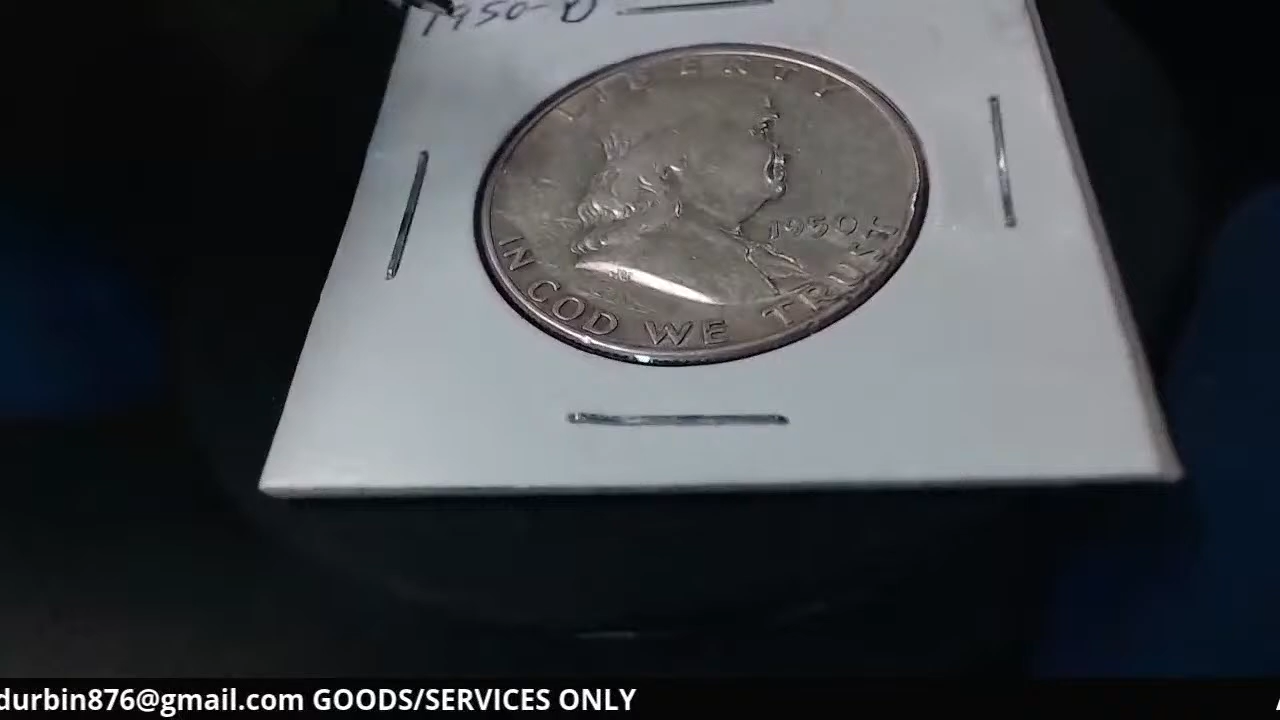 1950-D
LIBERTY
1950
IN GOD WE TRUST
durbin876@gmail.com GOODS/SERVICES ONLY